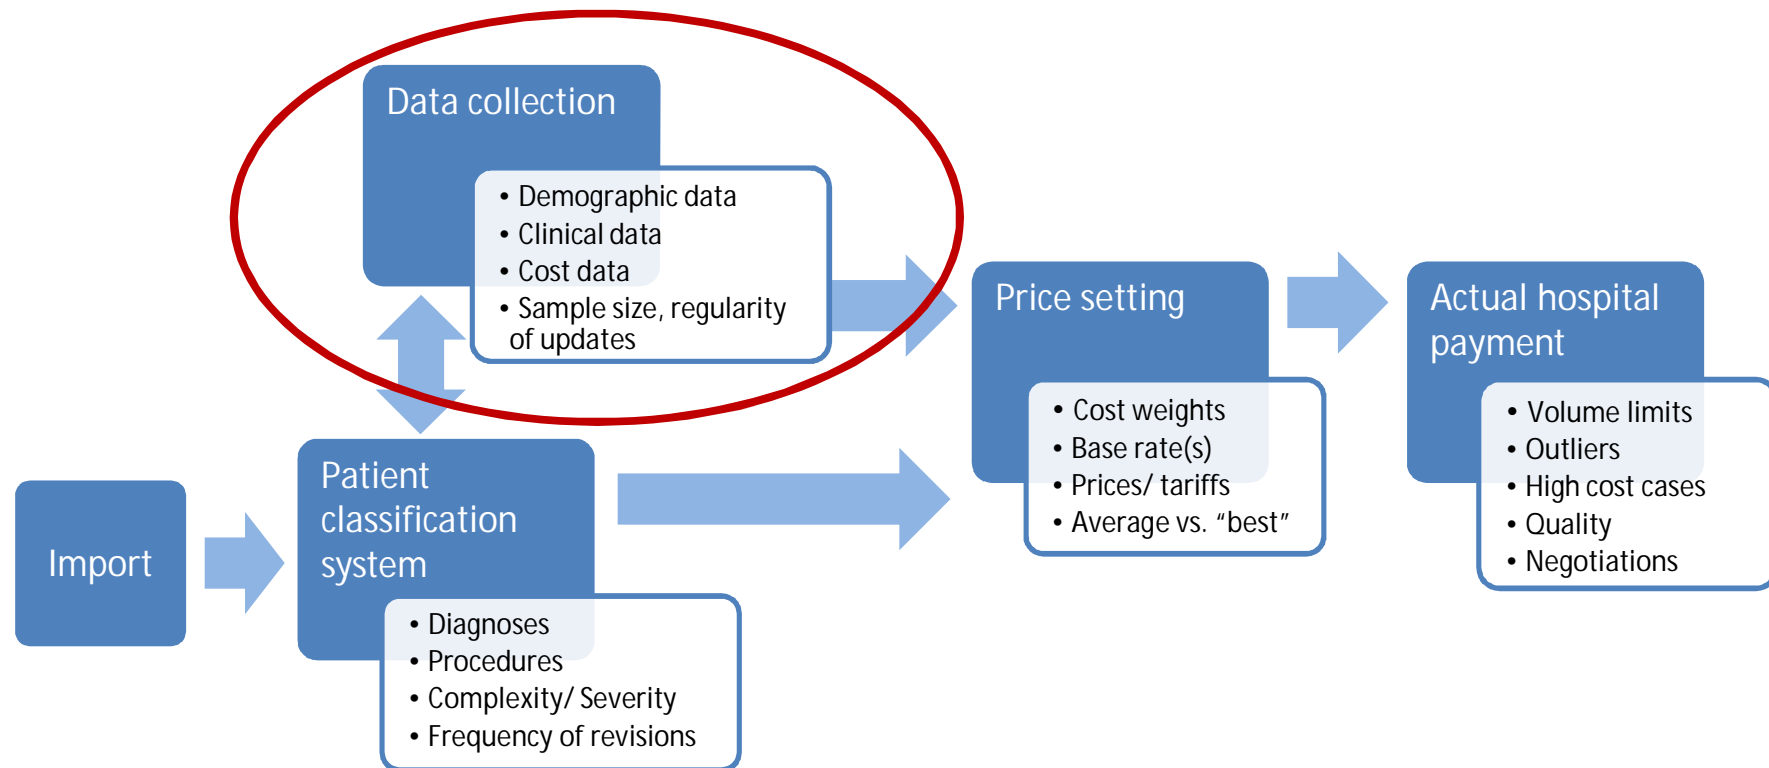 Data collection
• Demographic data
• Clinical data
• Cost data
• Sample size, regularity
of updates
Import
Patient
classification
system
• Diagnoses
• Procedures
• Complexity/ Severity
• Frequency of revisions
Price setting
• Cost weights
• Base rate(s)
• Prices/ tariffs
• Average vs. “best”
Actual hospital
payment
• Volume limits
• Outliers
• High cost cases
• Quality
• Negotiations